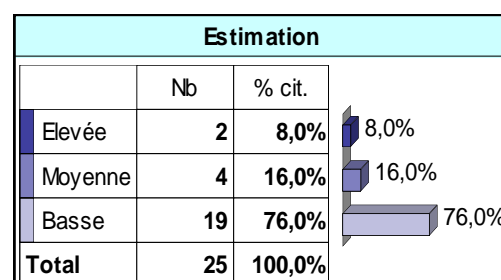 Estimation
Nb % cit.
Elevée 2 8,0% 8,0%
Moyenne 4 16,0% 16,0%
Basse 19 76,0% 76,0%
Total 25 100,0%